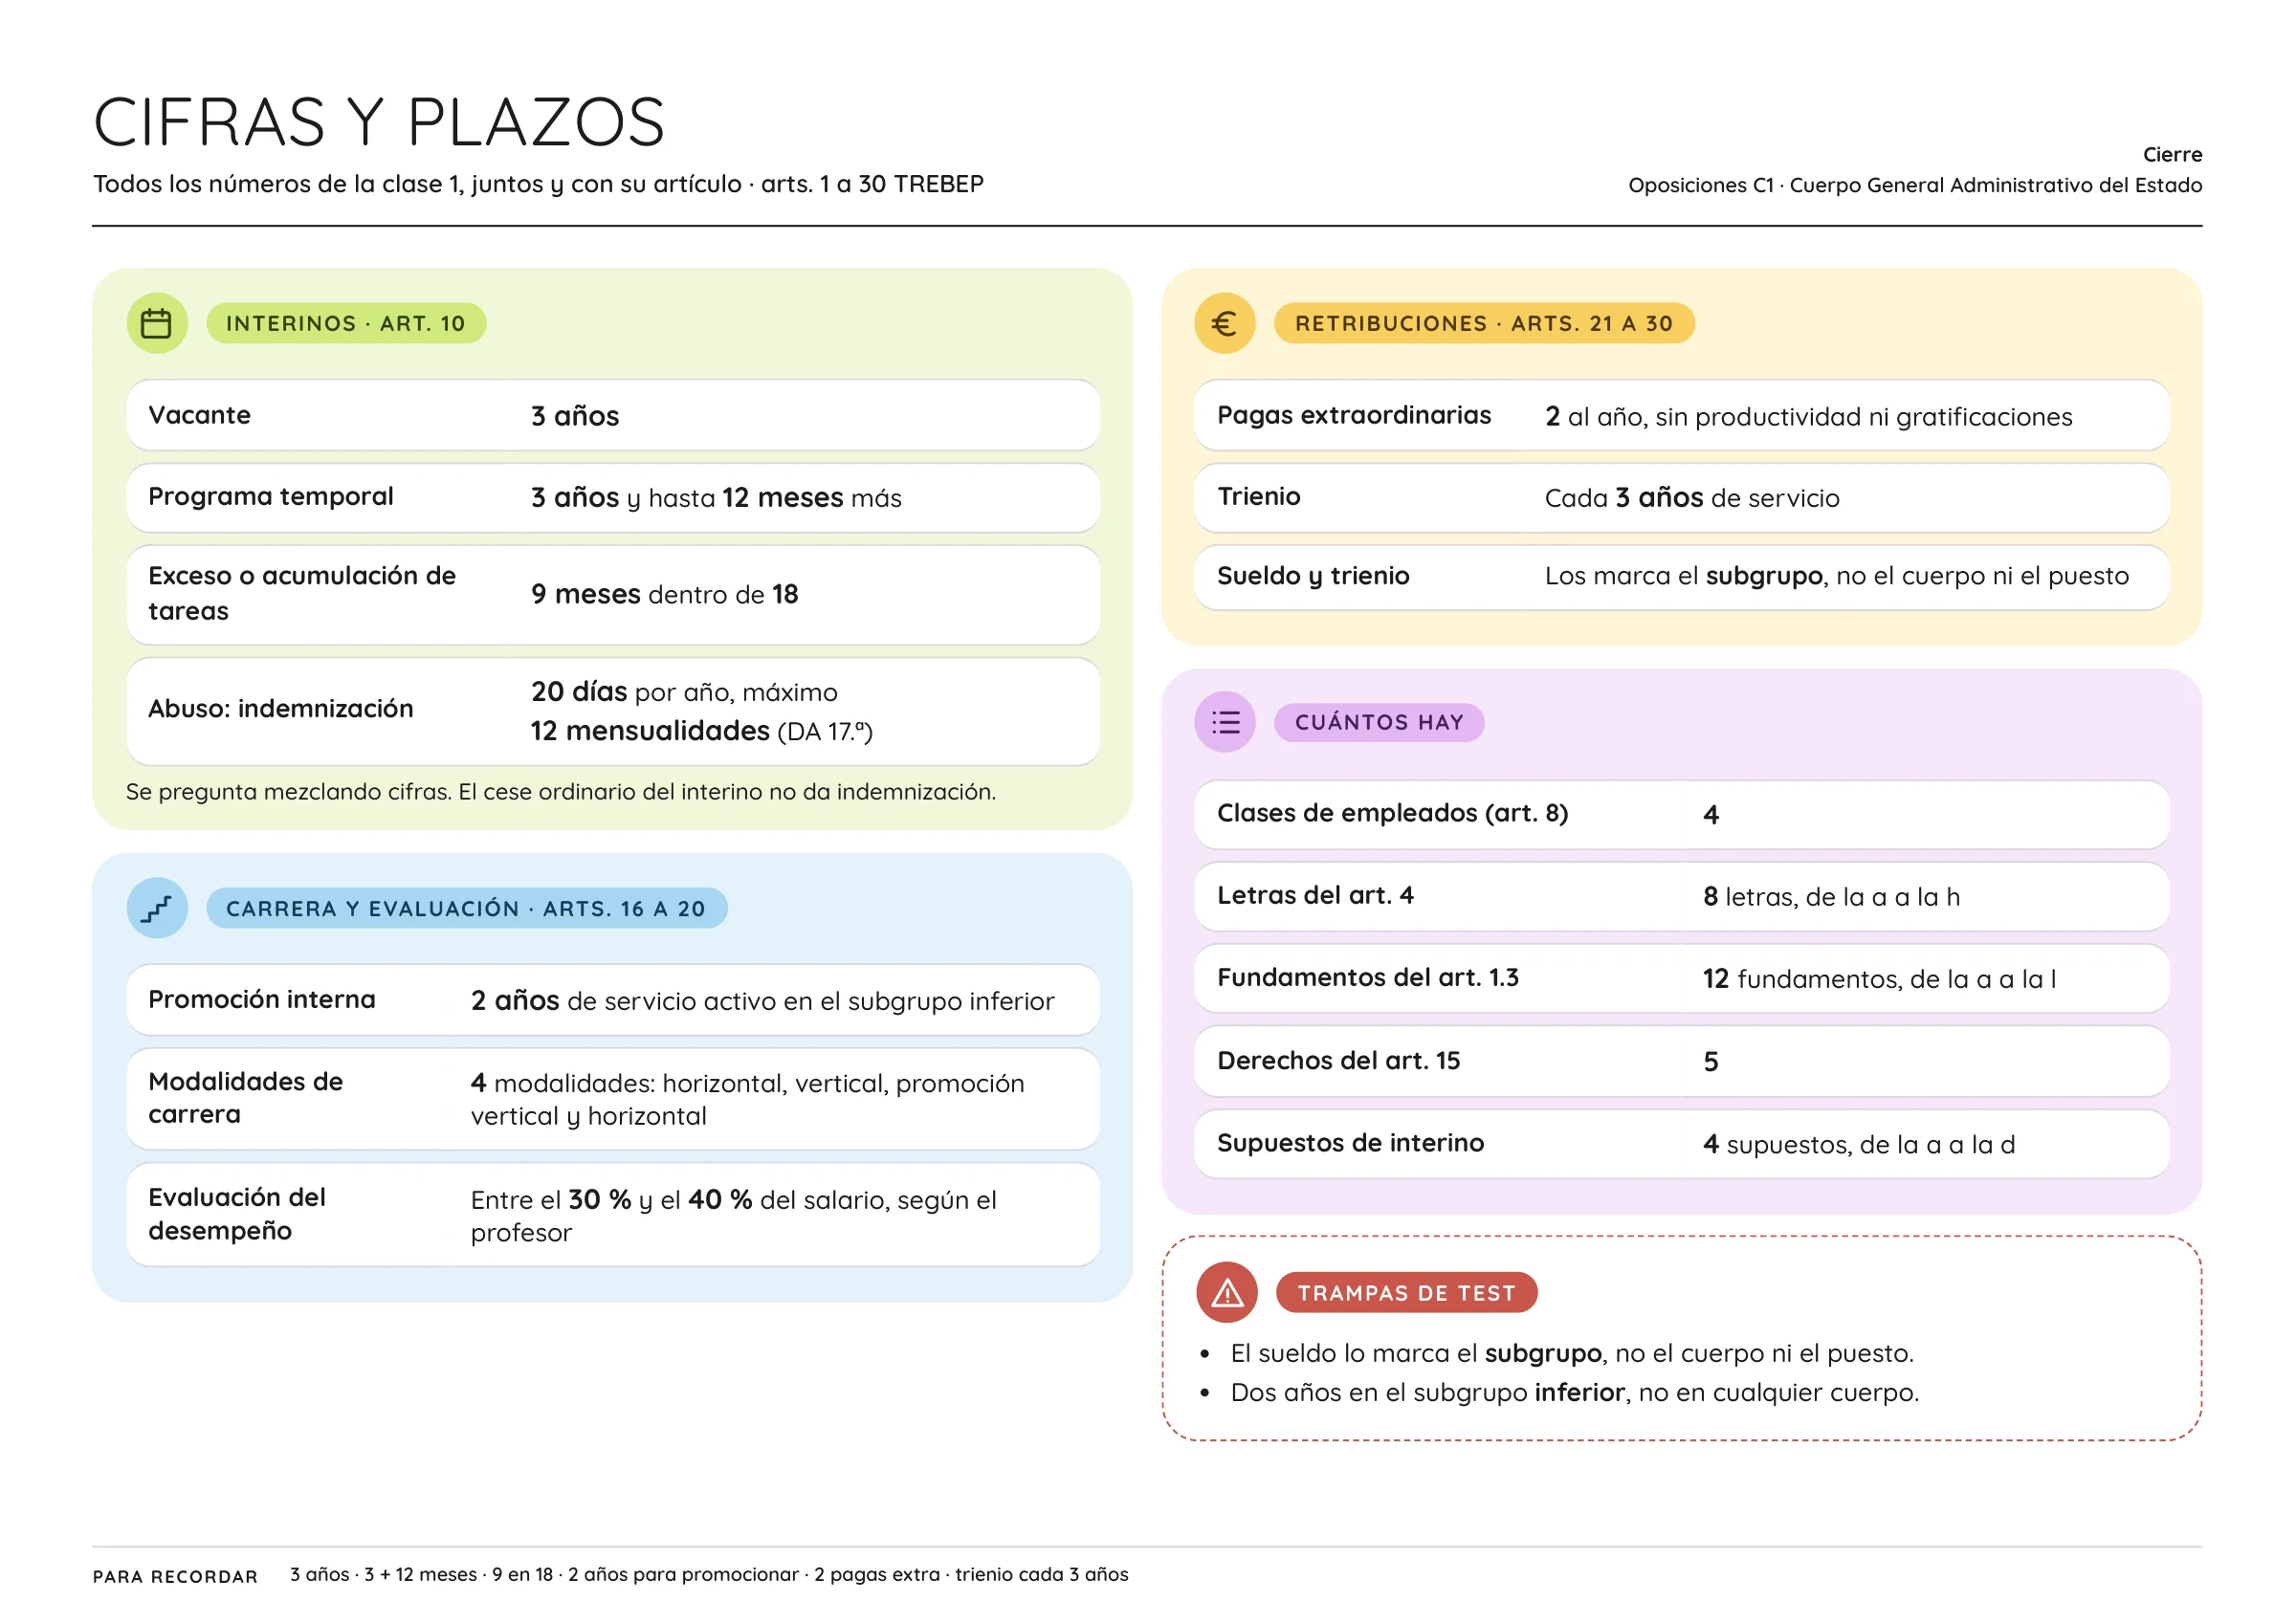 CIFRAS Y PLAZOS
Todos los números de la clase 1, juntos y con su artículo · arts. 1 a 30 TREBEP
Cierre
Oposiciones C1 · Cuerpo General Administrativo del Estado
INTERINOS · ART. 10
Vacante 3 años
Programa temporal 3 años y hasta 12 meses más
Exceso o acumulación de
tareas
9 meses dentro de 18
Abuso: indemnización
20 días por año, máximo
12 mensualidades (DA 17.ª)
Se pregunta mezclando cifras. El cese ordinario del interino no da indemnización.
CARRERA Y EVALUACIÓN · ARTS. 16 A 20
Promoción interna 2 años de servicio activo en el subgrupo inferior
Modalidades de
carrera
4 modalidades: horizontal, vertical, promoción
vertical y horizontal
Evaluación del
desempeño
Entre el 30 % y el 40 % del salario, según el
profesor
RETRIBUCIONES · ARTS. 21 A 30
Pagas extraordinarias 2 al año, sin productividad ni gratificaciones
Trienio Cada 3 años de servicio
Sueldo y trienio Los marca el subgrupo, no el cuerpo ni el puesto
CUÁNTOS HAY
Clases de empleados (art. 8) 4
Letras del art. 4 8 letras, de la a a la h
Fundamentos del art. 1.3 12 fundamentos, de la a a la l
Derechos del art. 15 5
Supuestos de interino 4 supuestos, de la a a la d
TRAMPAS DE TEST
• El sueldo lo marca el subgrupo, no el cuerpo ni el puesto.
• Dos años en el subgrupo inferior, no en cualquier cuerpo.
PARA RECORDAR 3 años · 3 + 12 meses · 9 en 18 · 2 años para promocionar · 2 pagas extra · trienio cada 3 años